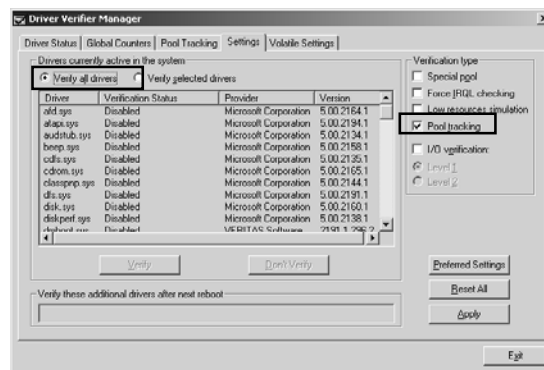 Driver Verifier Manager
Driver Status Global Counters Pool Tracking Settings Volatile Settings
Drivers currently active in the system
Verify all drivers Verify selected drivers
Driver Verification Status Provider Version
afd.sys Disabled Microsoft Corporation 5.00.2164.1
atapi.sys Disabled Microsoft Corporation 5.00.2194.1
audstub.sys Disabled Microsoft Corporation 5.00.2134.1
beep.sys Disabled Microsoft Corporation 5.00.2158.1
cdfs.sys Disabled Microsoft Corporation 5.00.2135.1
cdrom.sys Disabled Microsoft Corporation 5.00.2165.1
classpnp.sys Disabled Microsoft Corporation 5.00.2144.1
dfs.sys Disabled Microsoft Corporation 5.00.2191.1
disk.sys Disabled Microsoft Corporation 5.00.2160.1
diskperf.sys Disabled Microsoft Corporation 5.00.2138.1
dmboot.sys Disabled VERITAS Software 2191.1.296.2
Verify Don't Verify
Verify these additional drivers after next reboot
Verification type
Special pool
Force IRQL checking
Low resources simulation
Pool tracking
I/O verification:
Level 1
Level 2
Preferred Settings
Reset All
Apply
Exit